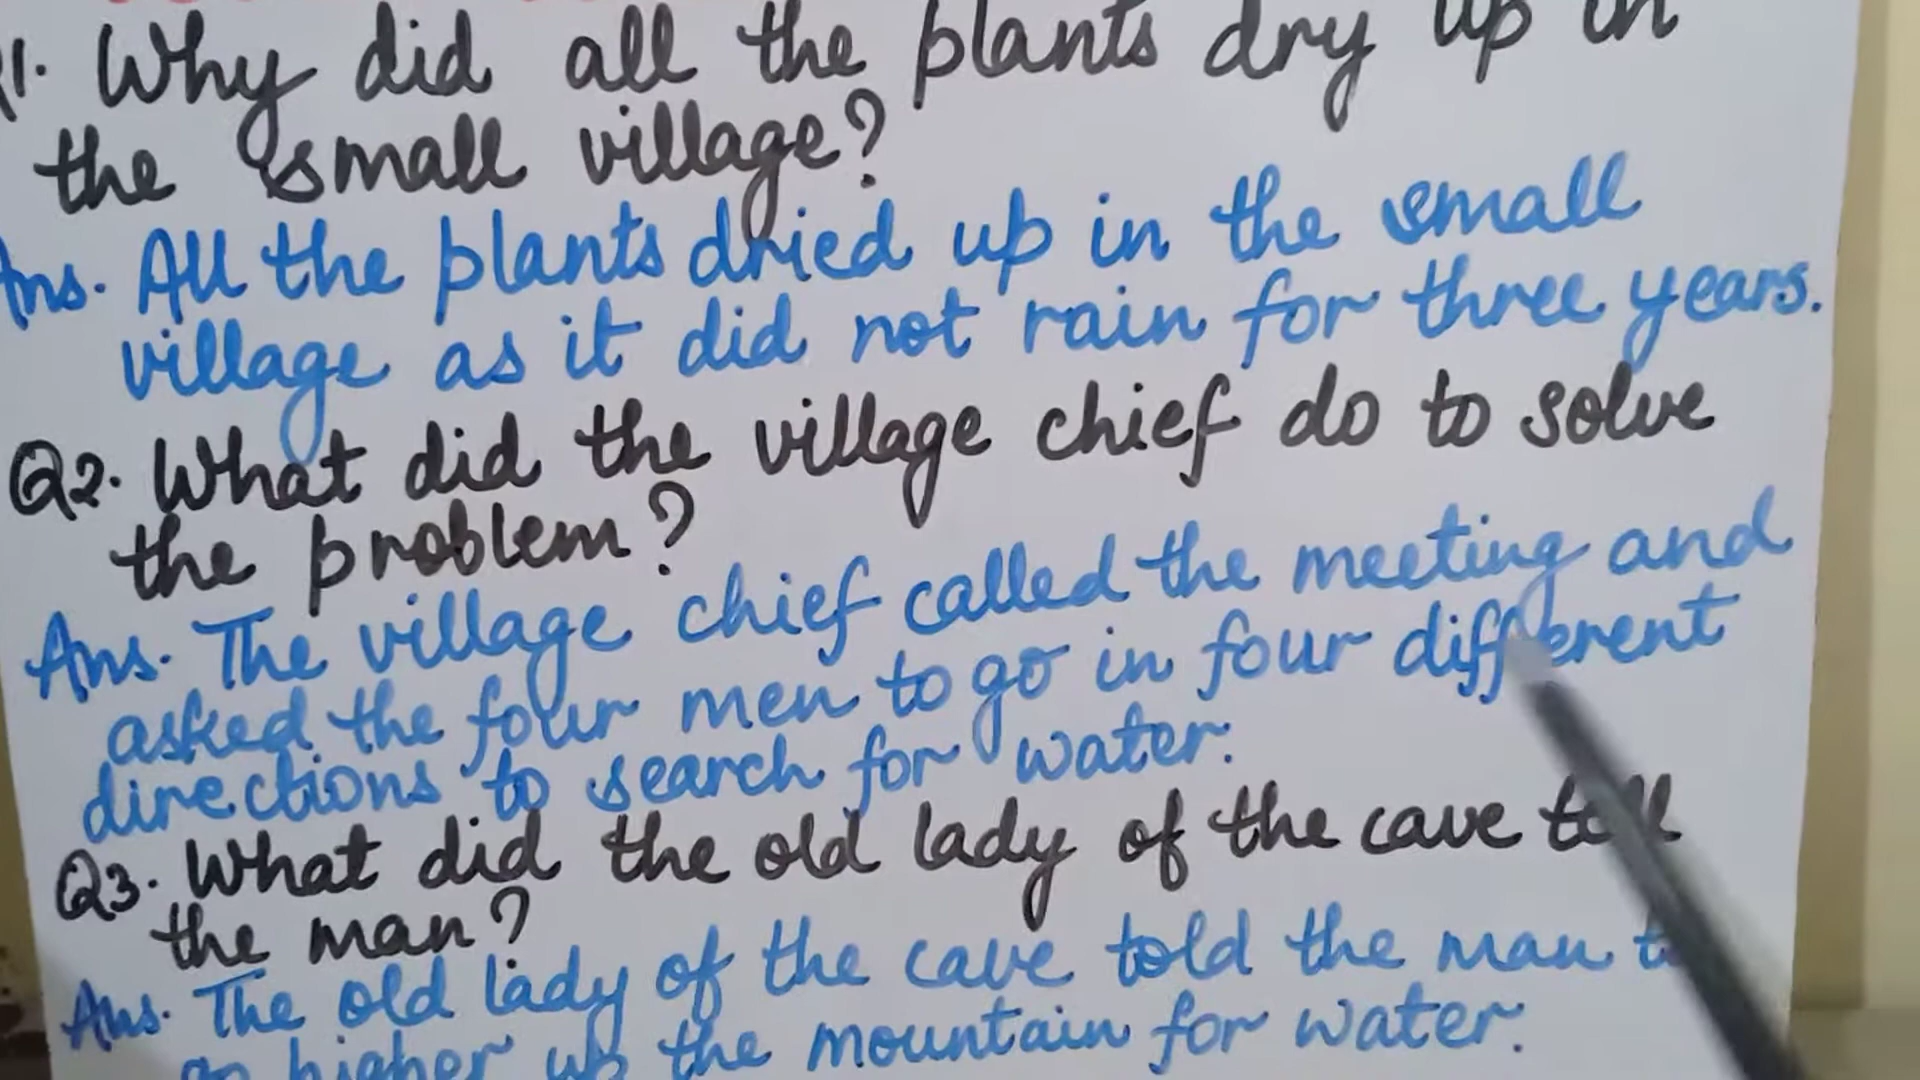 1. Why did all the plants dry up in
the small village?
Ans. All the plants dried up in the small
village as it did not rain for three years.
Q2. What did the village chief do to solve
the problem?
Ans. The village chief called the meeting and
asked the four men to go in four different
directions to search for water.
Q3. What did the old lady of the cave tell
the man?
Ans. The old lady of the cave told the man
go higher up the mountain for water.